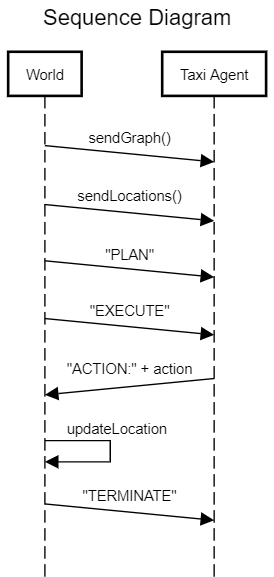 Sequence Diagram
World
Taxi Agent
sendGraph()
sendLocations()
"PLAN"
"EXECUTE"
"ACTION:" + action
updateLocation
"TERMINATE"